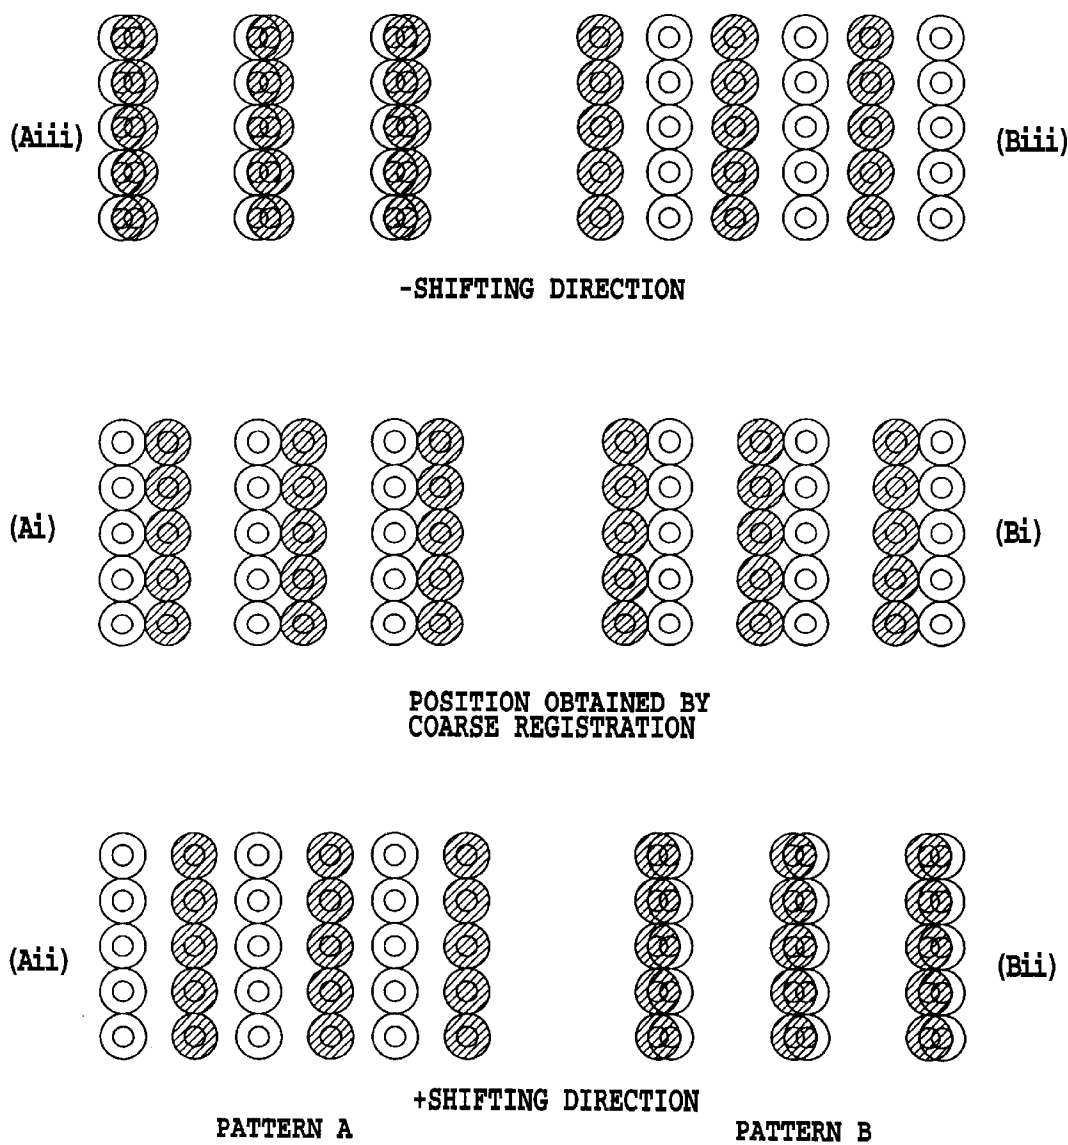 (Aiii)
(Biii)
-SHIFTING DIRECTION
(Ai)
(Bi)
POSITION OBTAINED BY
COARSE REGISTRATION
(Aii)
(Bii)
+SHIFTING DIRECTION
PATTERN A
PATTERN B